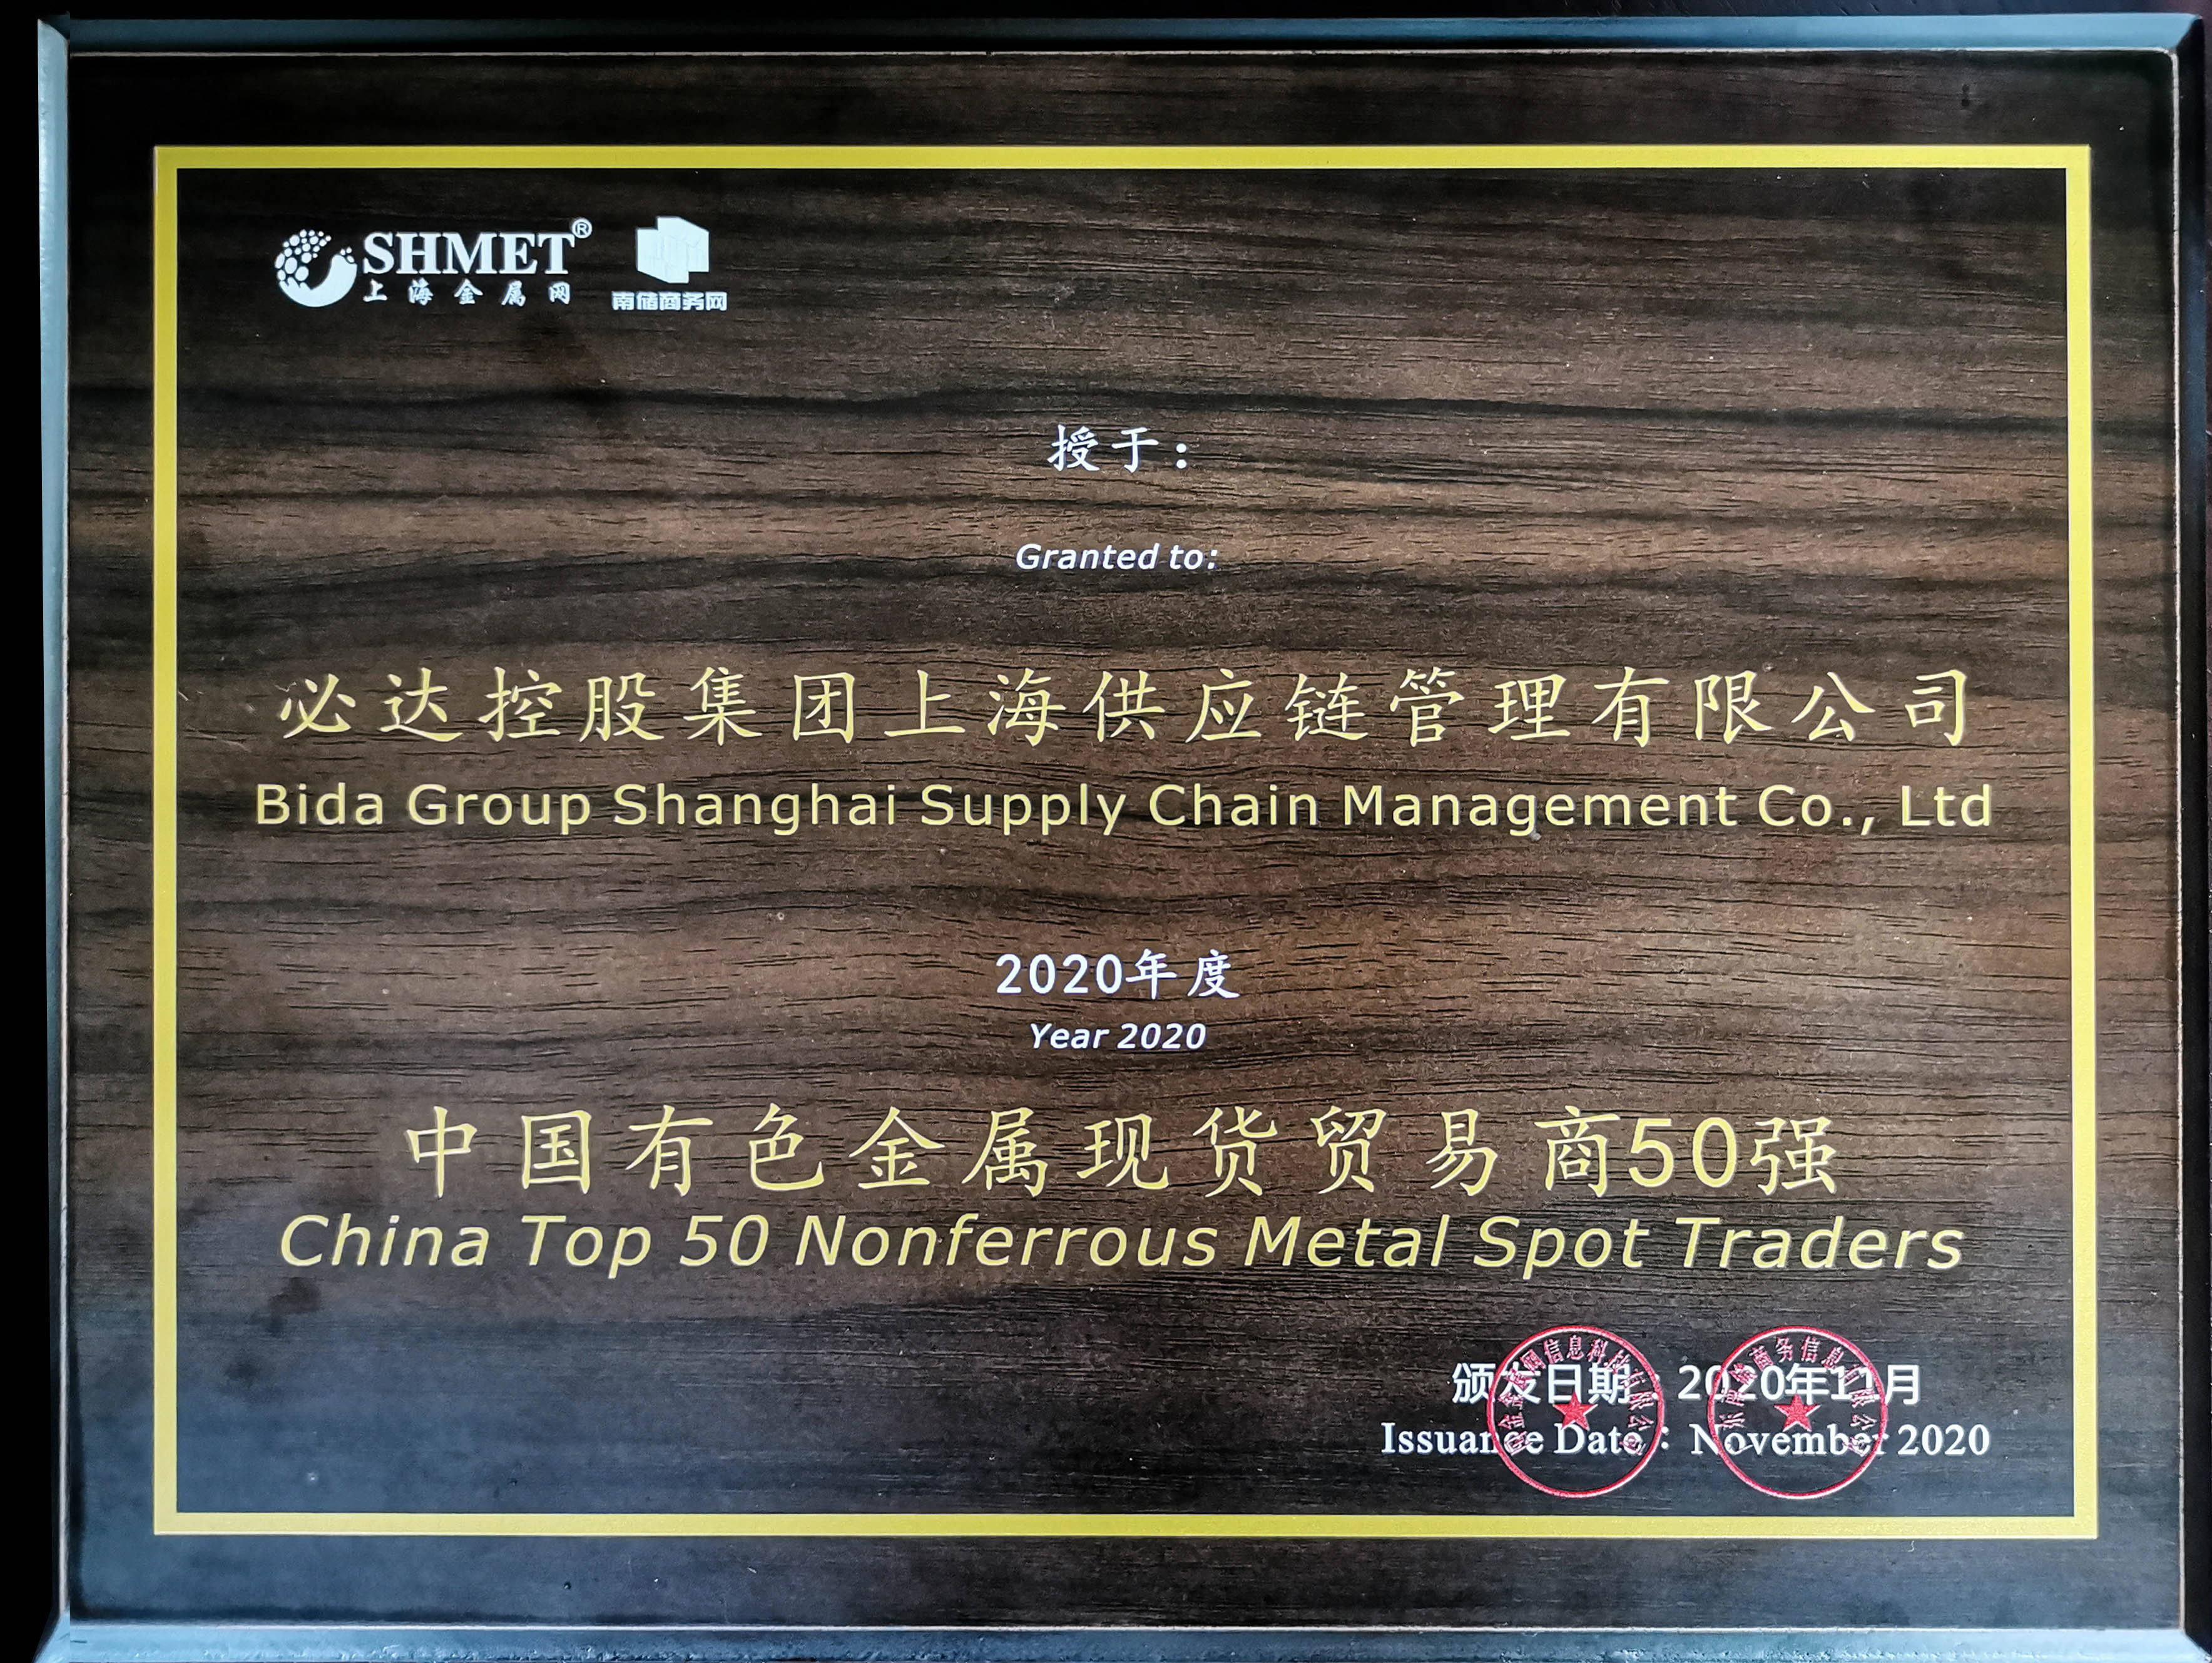 SHMET®
上海金属网
南储商务网
授于：
Granted to:
必达控股集团上海供应链管理有限公司
Bida Group Shanghai Supply Chain Management Co., Ltd
2020年度
Year 2020
中国有色金属现货贸易商50强
China Top 50 Nonferrous Metal Spot Traders
颁发日期：2020年11月
Issuance Date：November 2020